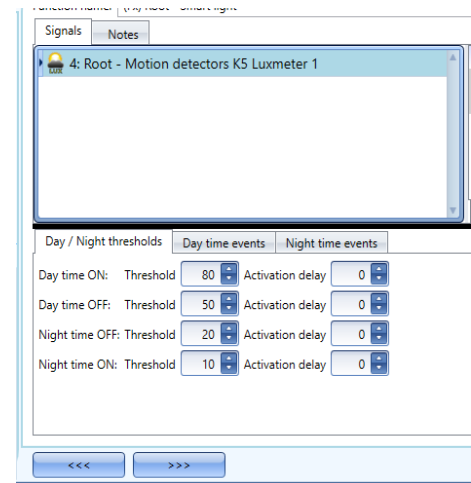 Signals Notes
LUX 4: Root - Motion detectors K5 Luxmeter 1
Day / Night thresholds Day time events Night time events
Day time ON: Threshold 80 Activation delay 0
Day time OFF: Threshold 50 Activation delay 0
Night time OFF: Threshold 20 Activation delay 0
Night time ON: Threshold 10 Activation delay 0
<<< >>>